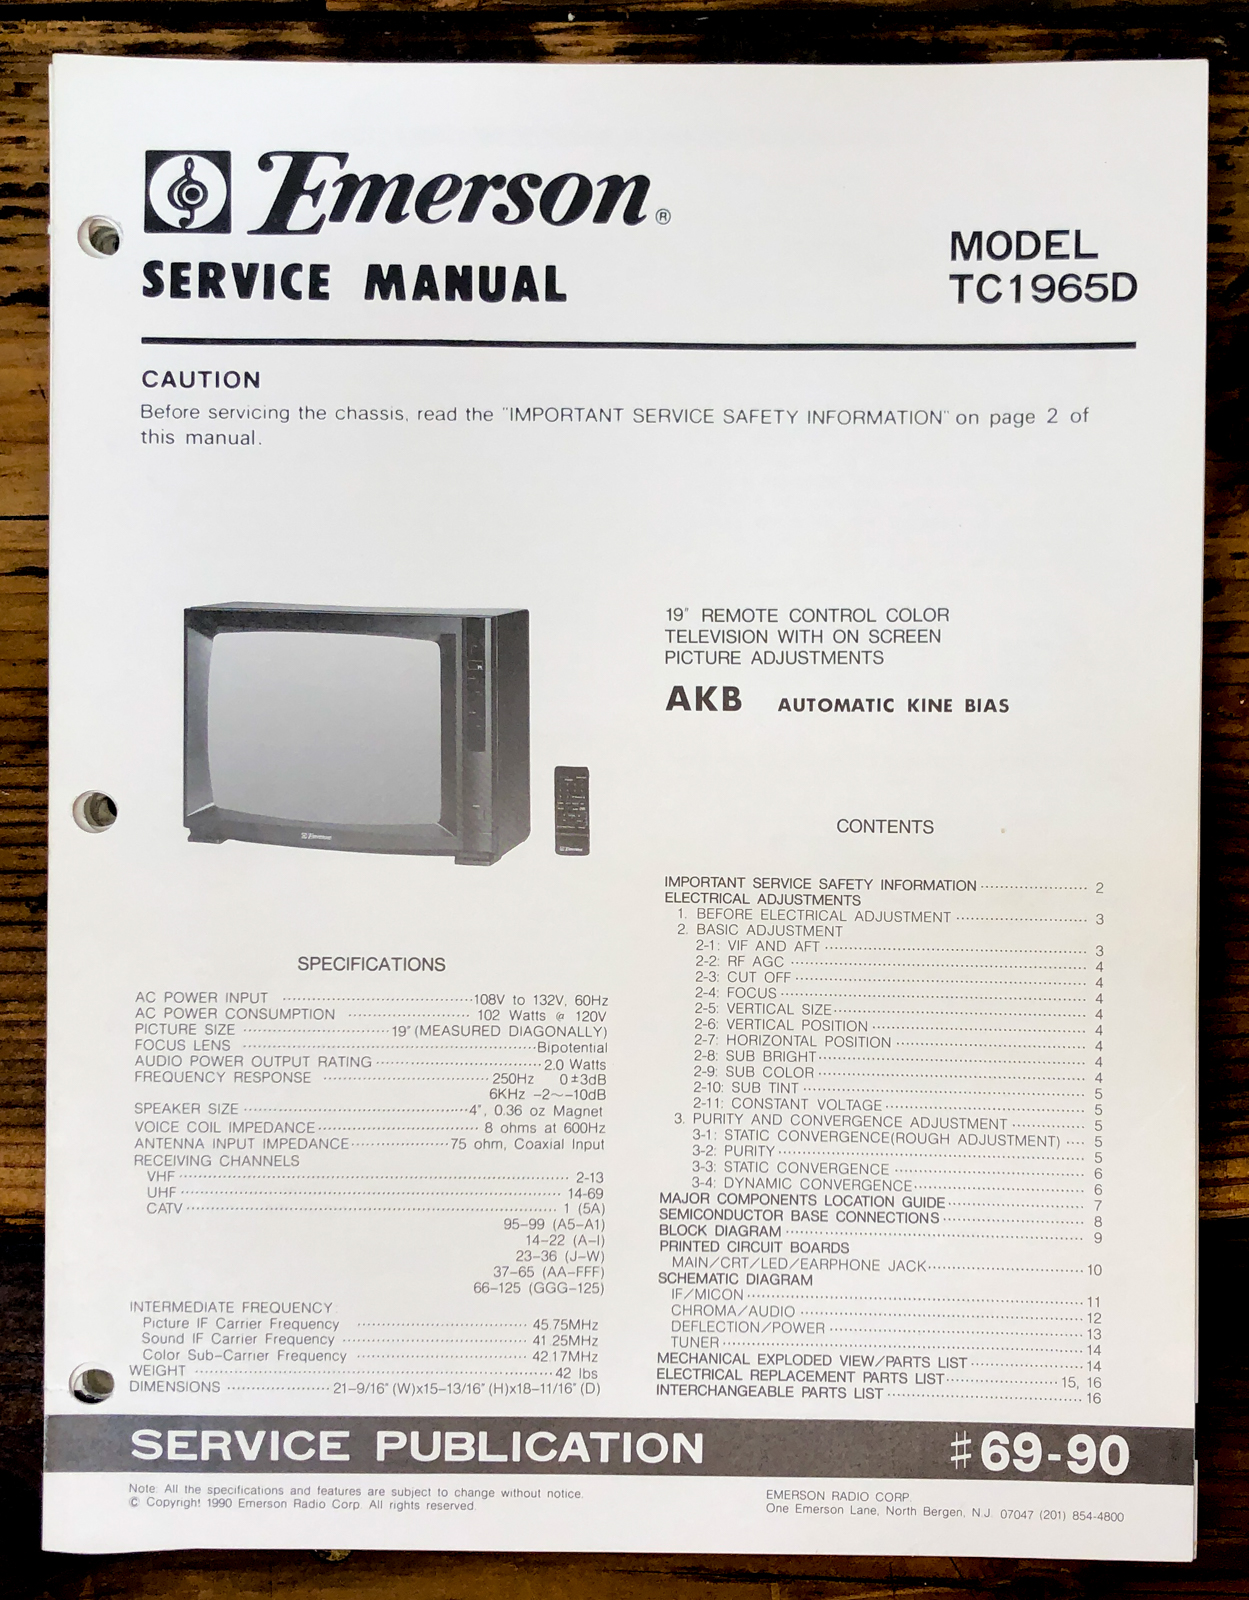 Emerson®
SERVICE MANUAL
MODEL
TC1965D
CAUTION
Before servicing the chassis, read the "IMPORTANT SERVICE SAFETY INFORMATION" on page 2 of
this manual.
19" REMOTE CONTROL COLOR
TELEVISION WITH ON SCREEN
PICTURE ADJUSTMENTS
AKB AUTOMATIC KINE BIAS
Emerson
Emerson
SPECIFICATIONS
AC POWER INPUT 108V to 132V, 60Hz
AC POWER CONSUMPTION 102 Watts @ 120V
PICTURE SIZE 19" (MEASURED DIAGONALLY)
FOCUS LENS Bipotential
AUDIO POWER OUTPUT RATING 2.0 Watts
FREQUENCY RESPONSE 250Hz 0±3dB
6KHz -2~-10dB
SPEAKER SIZE 4", 0.36 oz Magnet
VOICE COIL IMPEDANCE 8 ohms at 600Hz
ANTENNA INPUT IMPEDANCE 75 ohm, Coaxial Input
RECEIVING CHANNELS
VHF 2-13
UHF 14-69
CATV 1 (5A)
95-99 (A5-A1)
14-22 (A-I)
23-36 (J-W)
37-65 (AA-FFF)
66-125 (GGG-125)
INTERMEDIATE FREQUENCY:
Picture IF Carrier Frequency 45.75MHz
Sound IF Carrier Frequency 41.25MHz
Color Sub-Carrier Frequency 42.17MHz
WEIGHT 42 lbs
DIMENSIONS 21-9/16" (W)x15-13/16" (H)x18-11/16" (D)
CONTENTS
IMPORTANT SERVICE SAFETY INFORMATION 2
ELECTRICAL ADJUSTMENTS
1. BEFORE ELECTRICAL ADJUSTMENT 3
2. BASIC ADJUSTMENT
2-1: VIF AND AFT 3
2-2: RF AGC 4
2-3: CUT OFF 4
2-4: FOCUS 4
2-5: VERTICAL SIZE 4
2-6: VERTICAL POSITION 4
2-7: HORIZONTAL POSITION 4
2-8: SUB BRIGHT 4
2-9: SUB COLOR 4
2-10: SUB TINT 5
2-11: CONSTANT VOLTAGE 5
3. PURITY AND CONVERGENCE ADJUSTMENT 5
3-1: STATIC CONVERGENCE(ROUGH ADJUSTMENT) 5
3-2: PURITY 5
3-3: STATIC CONVERGENCE 6
3-4: DYNAMIC CONVERGENCE 6
MAJOR COMPONENTS LOCATION GUIDE 7
SEMICONDUCTOR BASE CONNECTIONS 8
BLOCK DIAGRAM 9
PRINTED CIRCUIT BOARDS
MAIN/CRT/LED/EARPHONE JACK 10
SCHEMATIC DIAGRAM
IF/MICON 11
CHROMA/AUDIO 12
DEFLECTION/POWER 13
TUNER 14
MECHANICAL EXPLODED VIEW/PARTS LIST 14
ELECTRICAL REPLACEMENT PARTS LIST 15, 16
INTERCHANGEABLE PARTS LIST 16
SERVICE PUBLICATION #69-90
Note: All the specifications and features are subject to change without notice.
© Copyright 1990 Emerson Radio Corp. All rights reserved.
EMERSON RADIO CORP.
One Emerson Lane, North Bergen, N.J. 07047 (201) 854-4800